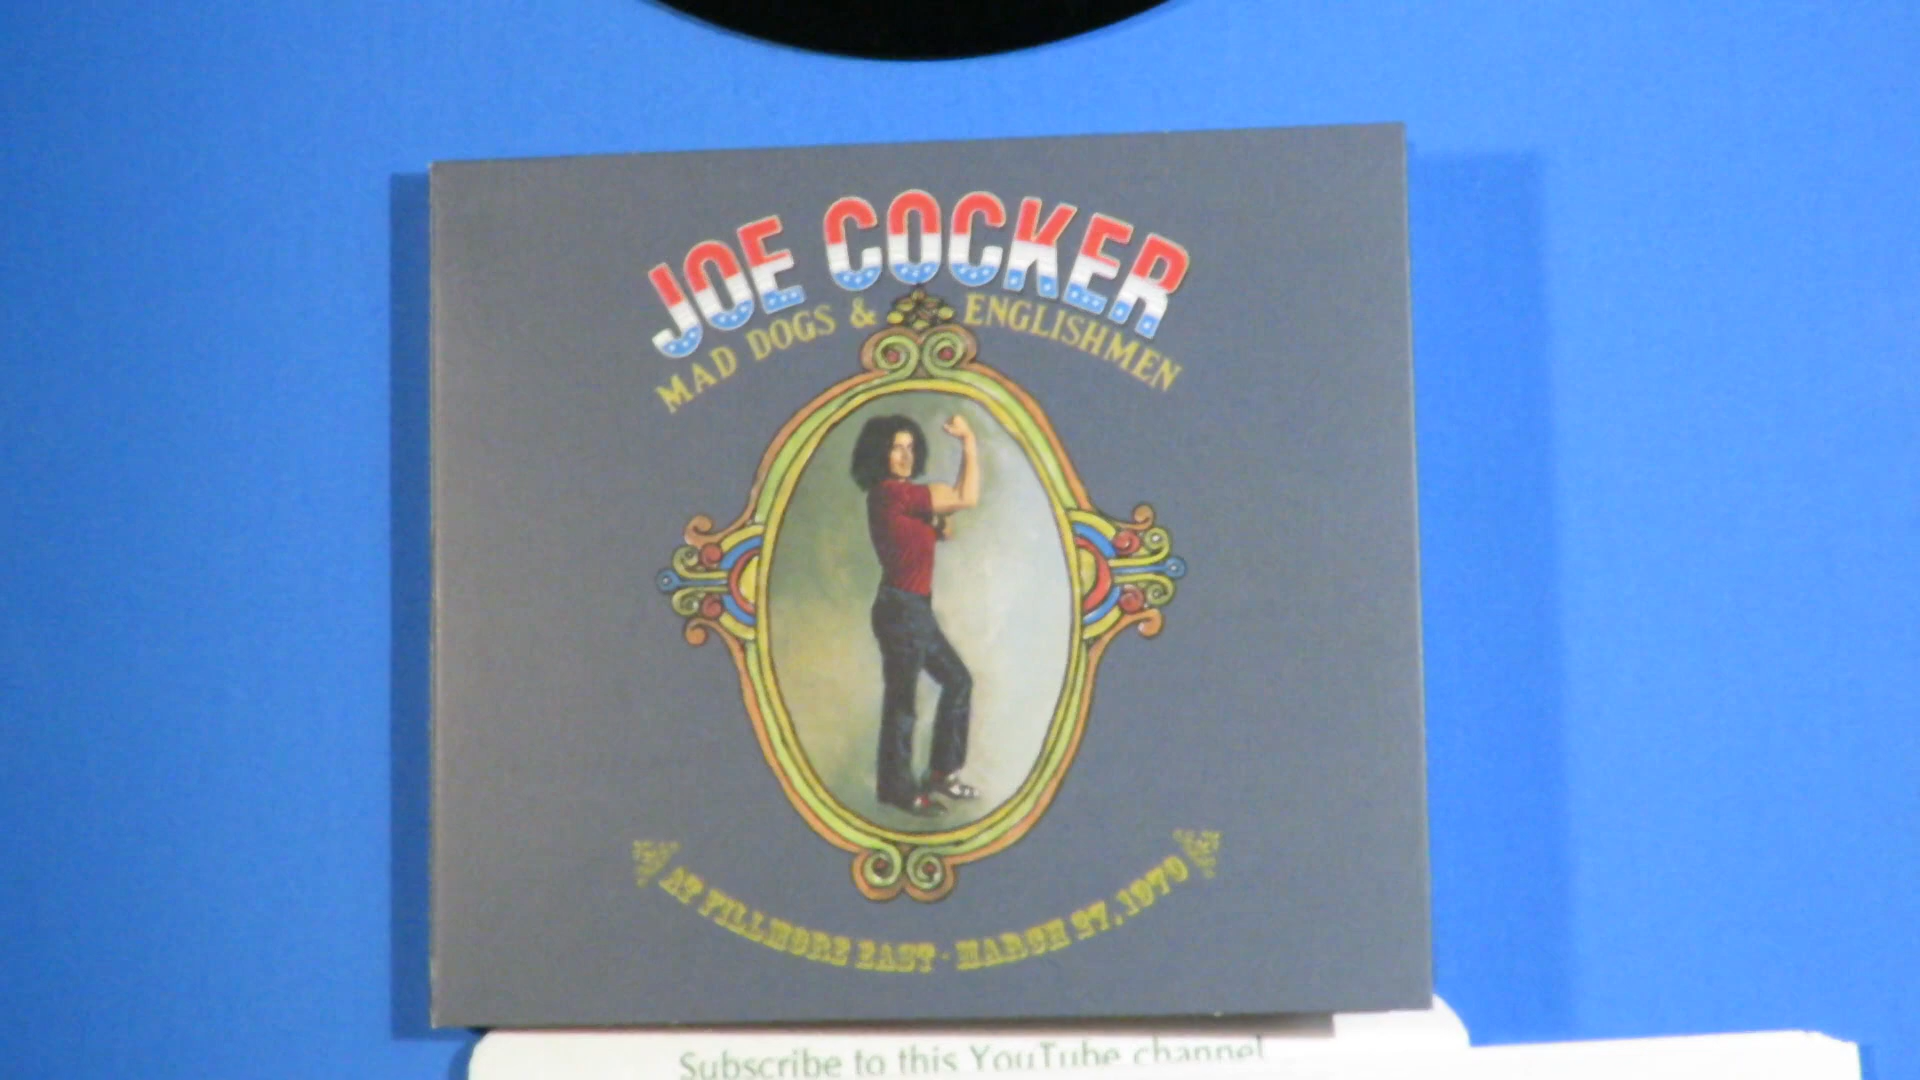 JOE COCKER
MAD DOGS & ENGLISHMEN
AT FILLMORE EAST - MARCH 27, 1970
Subscribe to this YouTube channel